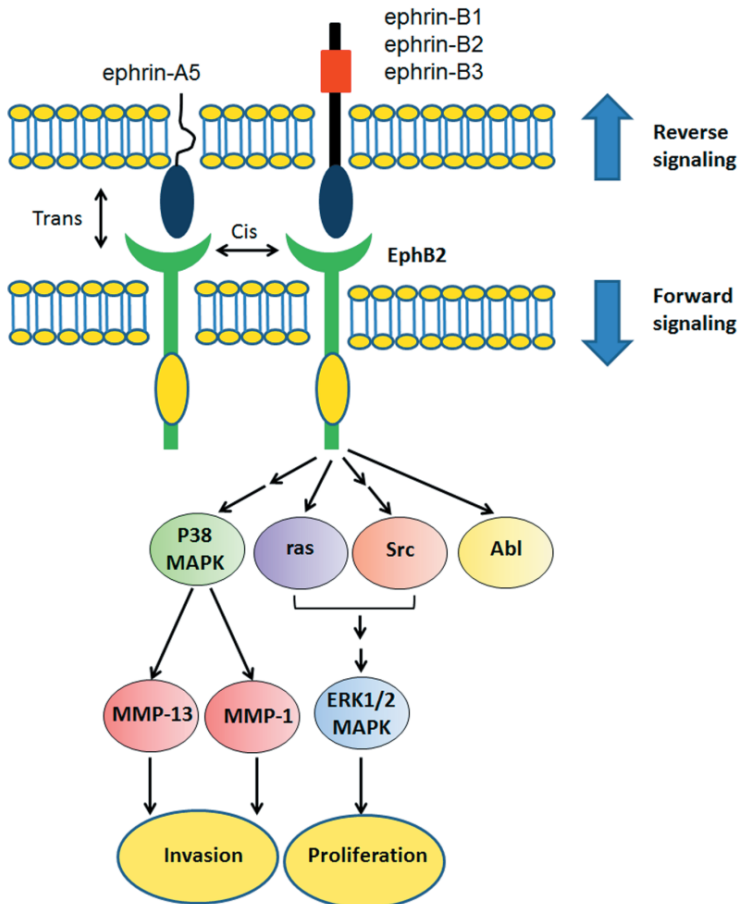 ephrin-B1
ephrin-B2
ephrin-B3
ephrin-A5
Reverse
signaling
Trans
Cis
EphB2
Forward
signaling
P38
MAPK
ras
Src
Abl
MMP-13
MMP-1
ERK1/2
MAPK
Invasion
Proliferation